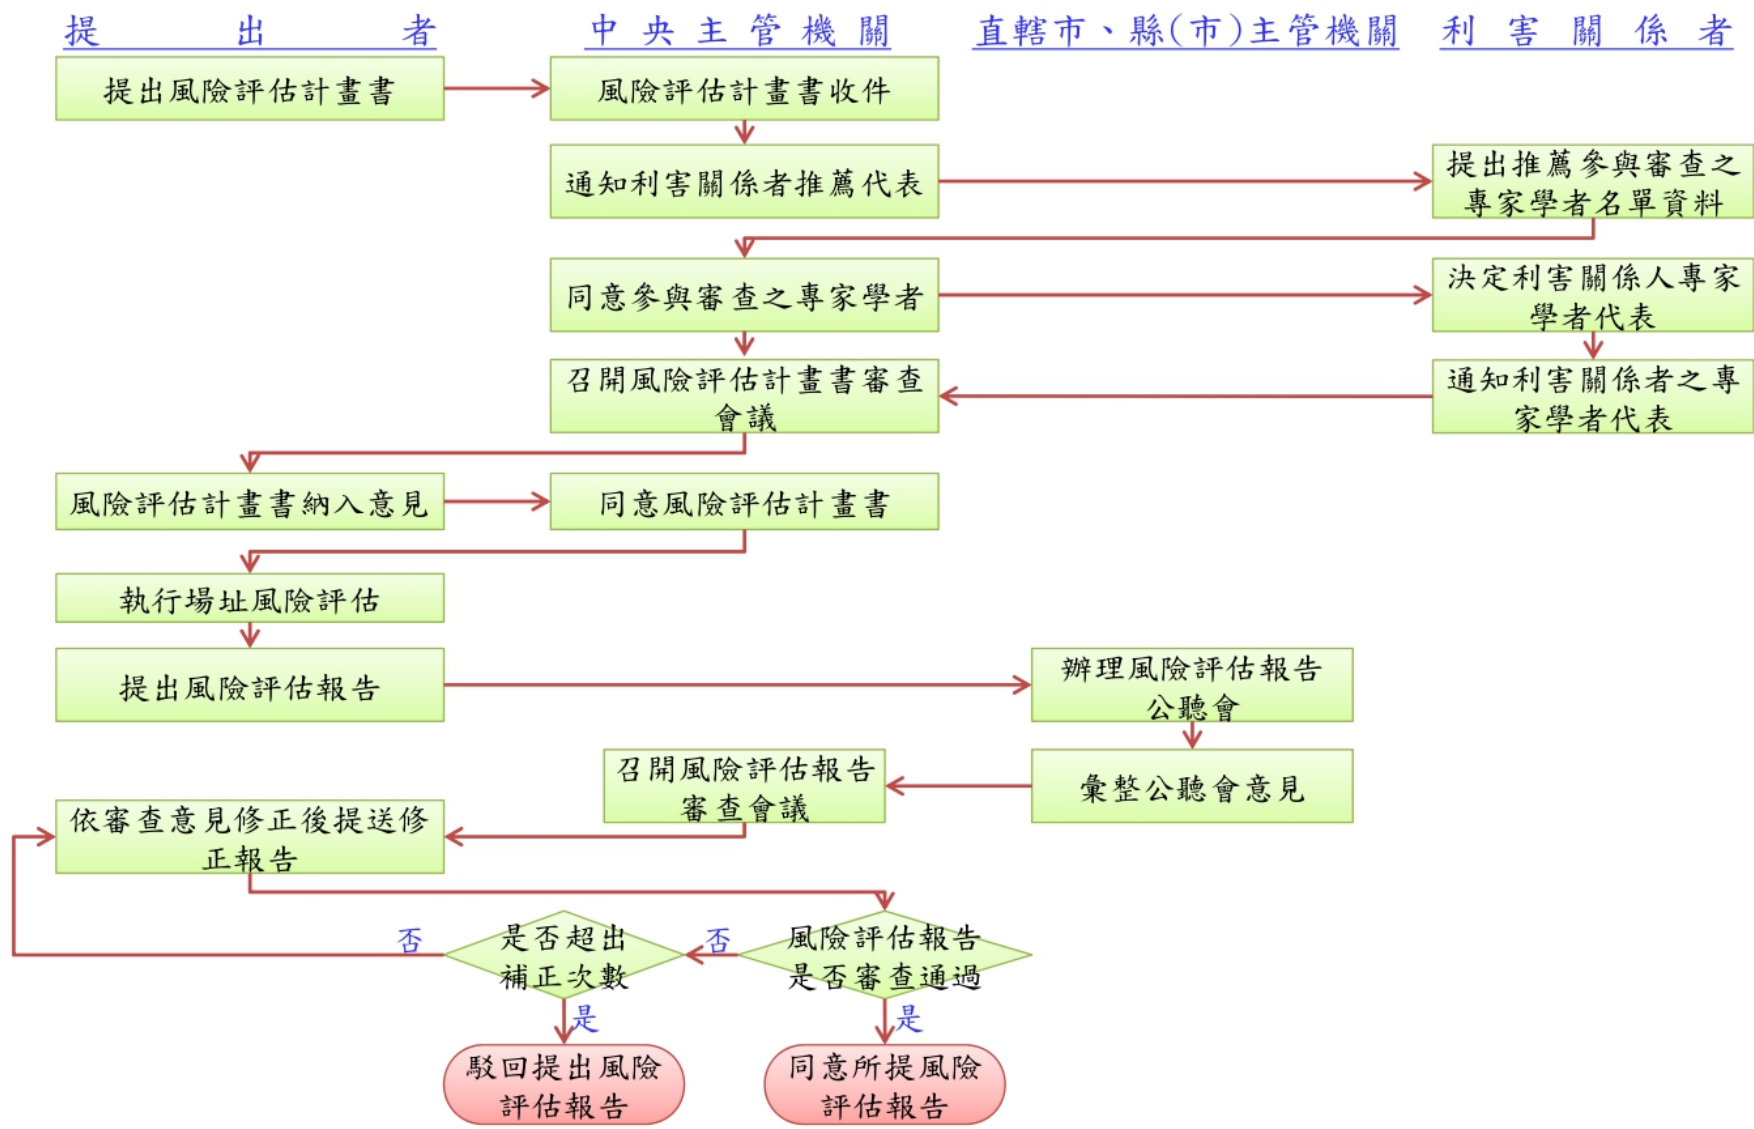 提出者
中央主管機關
直轄市、縣(市)主管機關
利害關係者
提出風險評估計畫書
風險評估計畫書收件
通知利害關係者推薦代表
提出推薦參與審查之
專家學者名單資料
同意參與審查之專家學者
決定利害關係人專家
學者代表
召開風險評估計畫書審查
會議
通知利害關係者之專
家學者代表
風險評估計畫書納入意見
同意風險評估計畫書
執行場址風險評估
提出風險評估報告
辦理風險評估報告
公聽會
召開風險評估報告
審查會議
彙整公聽會意見
依審查意見修正後提送修
正報告
否
是否超出
補正次數
否
風險評估報告
是否審查通過
是
是
駁回提出風險
評估報告
同意所提風險
評估報告